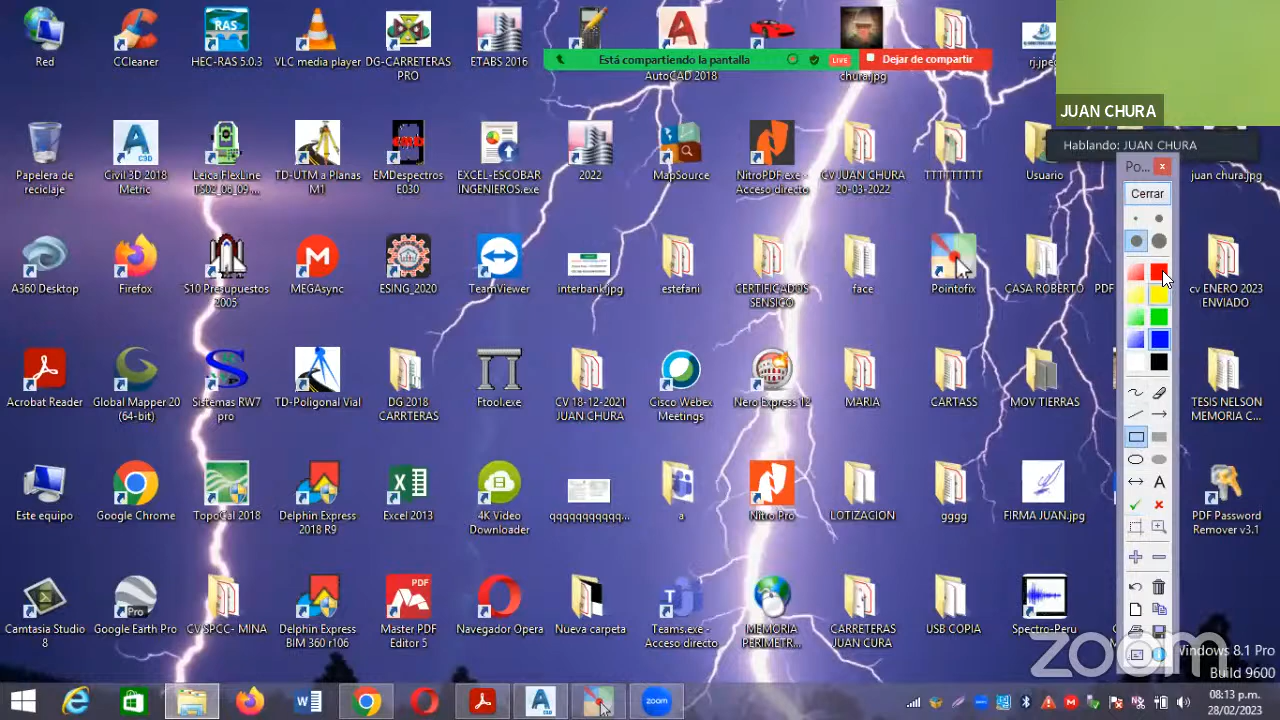 Red
CCleaner
HEC-RAS 5.0.3
RAS
VLC media player
DG-CARRETERAS
PRO
ETABS 2016
AutoCAD 2018
chura.jpg
rj.jpeg
Está compartiendo la pantalla
LIVE
Dejar de compartir
JUAN CHURA
Hablando: JUAN CHURA
Papelera de
reciclaje
Civil 3D 2018
Metric
Leica FlexLine
TS02_06_09 ...
TD-UTM a Planas
M1
EMDespectros
E030
EXCEL-ESCOBAR
INGENIEROS.exe
2022
MapSource
NitroPDF.exe -
Acceso directo
CV JUAN CHURA
20-03-2022
TTTTTTTTT
Usuario
juan chura.jpg
Po...
Cerrar
A360 Desktop
Firefox
S10 Presupuestos
2005
MEGAsync
ESING_2020
TeamViewer
interbank.jpg
estefani
CERTIFICADOS
SENSICO
face
Pointofix
CASA ROBERTO
PDF
cv ENERO 2023
ENVIADO
Acrobat Reader
Global Mapper 20
(64-bit)
Sistemas RW7
pro
TD-Poligonal Vial
DG 2018
CARRTERAS
Ftool.exe
CV 18-12-2021
JUAN CHURA
Cisco Webex
Meetings
Nero Express 12
MARIA
CARTASS
MOV TIERRAS
TESIS NELSON
MEMORIA C...
Este equipo
Google Chrome
TopoCal 2018
Delphin Express
2018 R9
Excel 2013
4K Video
Downloader
qqqqqqqqqqq...
a
Nitro Pro
LOTIZACION
gggg
FIRMA JUAN.jpg
PDF Password
Remover v3.1
A
Camtasia Studio
Google Earth Pro
Pro
CV SPCC- MINA
Delphin Express
BIM 360 r106
PDF
Master PDF
Editor 5
Navegador Opera
Nueva carpeta
Teams.exe -
Acceso directo
MEMORIA
PERIMETR...
CARRETERAS
JUAN CURA
USB COPIA
Spectro-Peru
zoom
Windows 8.1 Pro
Build 9600
zoom
08:13 p.m.
28/02/2023